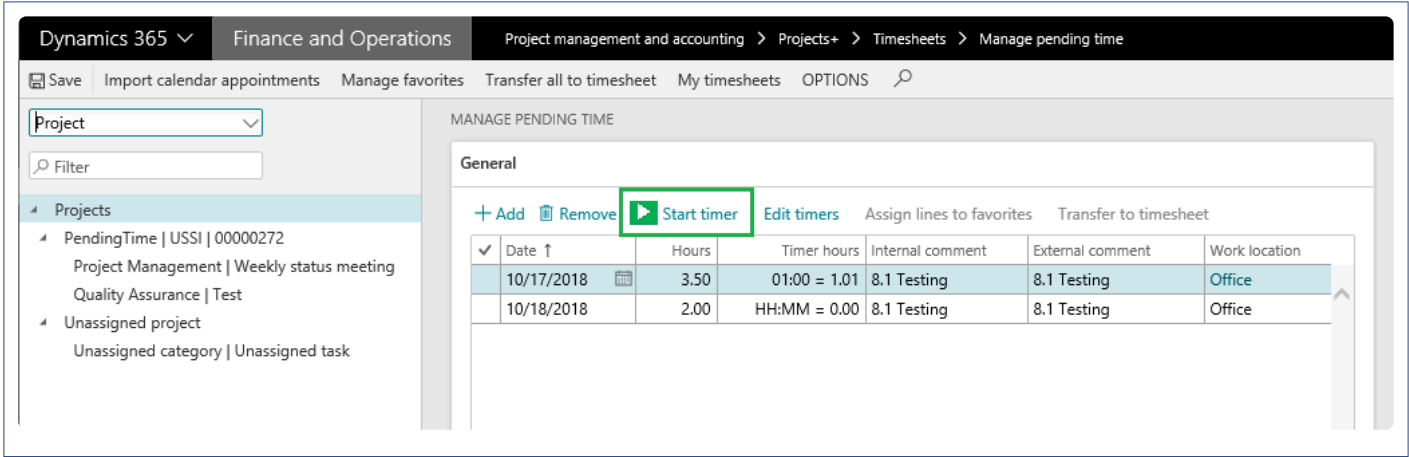 Dynamics 365 Finance and Operations Project management and accounting > Projects+ > Timesheets > Manage pending time
Save Import calendar appointments Manage favorites Transfer all to timesheet My timesheets OPTIONS
Project
Filter
Projects
PendingTime | USSI | 00000272
Project Management | Weekly status meeting
Quality Assurance | Test
Unassigned project
Unassigned category | Unassigned task
MANAGE PENDING TIME
General
Add Remove Start timer Edit timers Assign lines to favorites Transfer to timesheet
Date ↑ Hours Timer hours Internal comment External comment Work location
10/17/2018 3.50 01:00 = 1.01 8.1 Testing 8.1 Testing Office
10/18/2018 2.00 HH:MM = 0.00 8.1 Testing 8.1 Testing Office